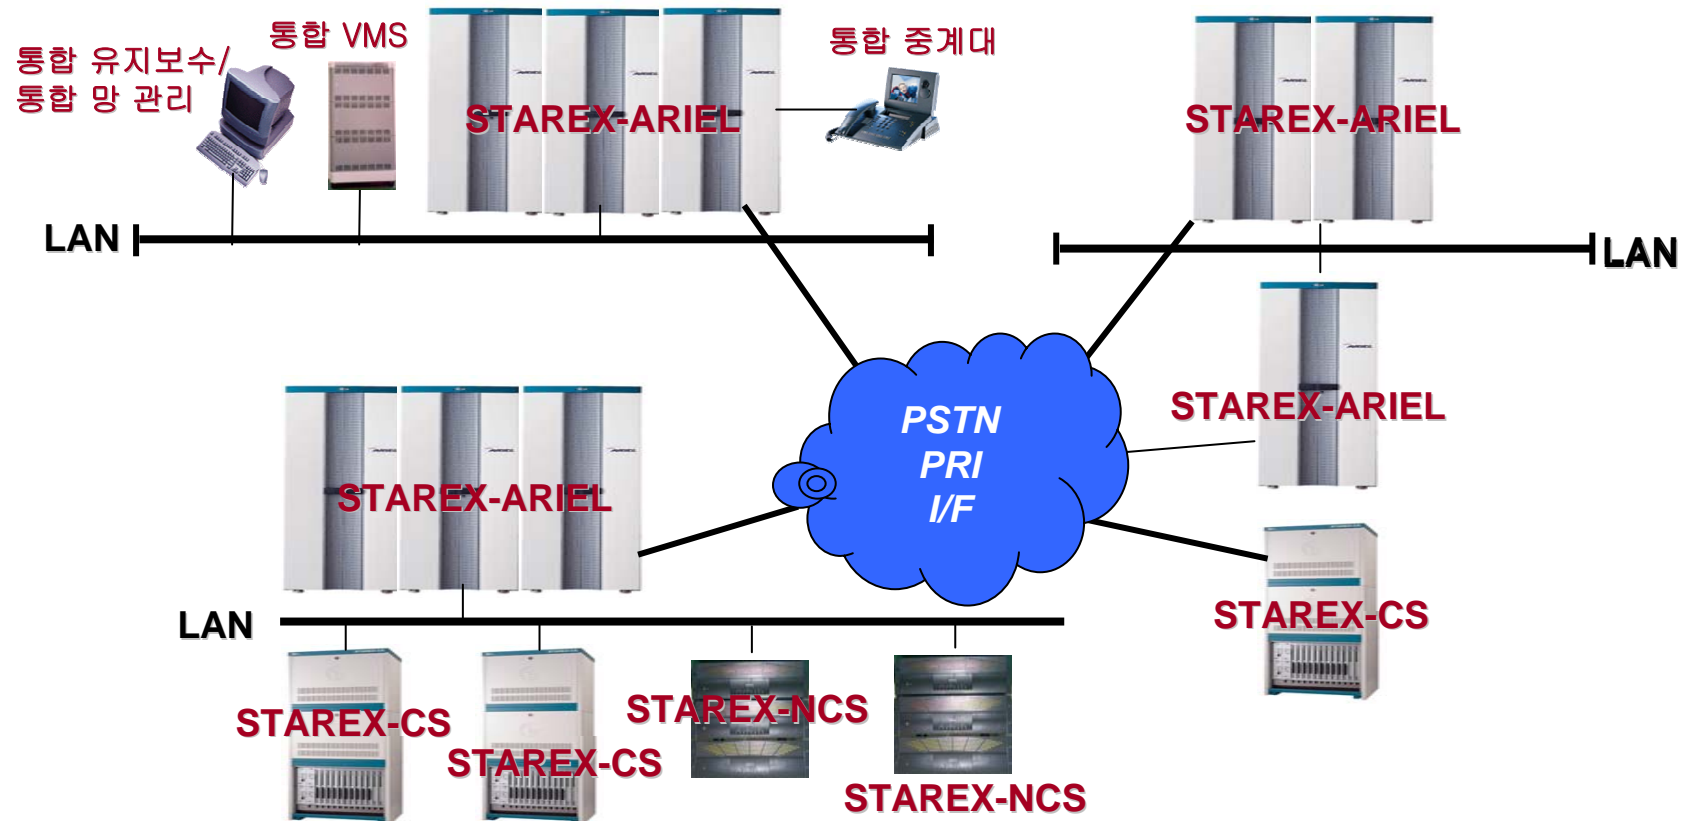 통합 유지보수/
통합 망 관리
통합 VMS
STAREX-ARIEL
통합 중계대
STAREX-ARIEL
LAN
LAN
STAREX-ARIEL
PSTN
PRI
I/F
STAREX-ARIEL
LAN
STAREX-CS
STAREX-CS
STAREX-CS
STAREX-NCS
STAREX-NCS